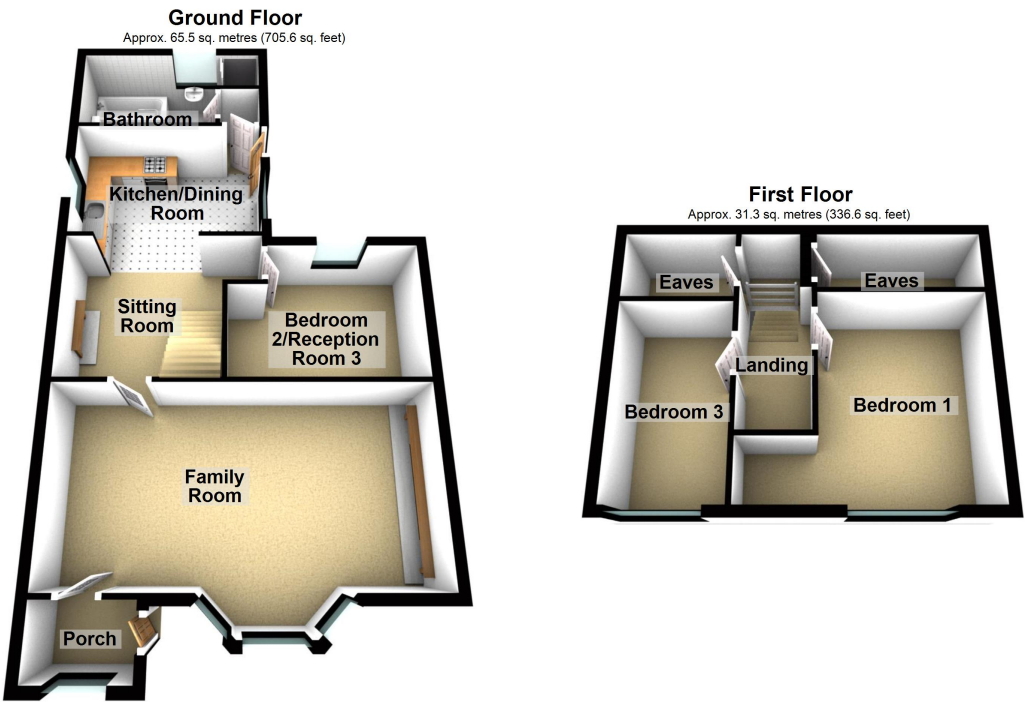 Ground Floor
Approx. 65.5 sq. metres (705.6 sq. feet)
Bathroom
Kitchen/Dining
Room
Sitting
Room
Bedroom
2/Reception
Room 3
Family
Room
Porch
First Floor
Approx. 31.3 sq. metres (336.6 sq. feet)
Eaves
Eaves
Landing
Bedroom 3
Bedroom 1